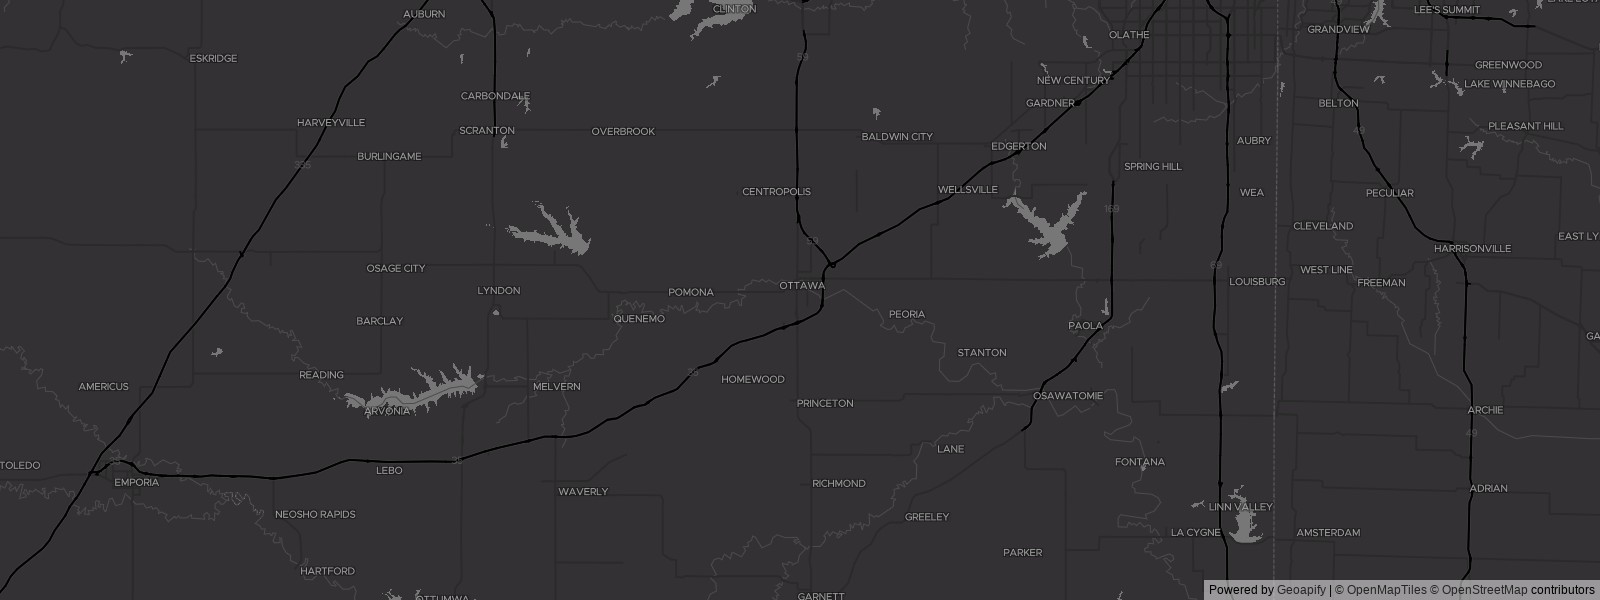 CLINTON
AUBURN
LEE'S SUMMIT
GRANDVIEW
OLATHE
59
ESKRIDGE
GREENWOOD
NEW CENTURY
LAKE WINNEBAGO
CARBONDALE
GARDNER
BELTON
HARVEYVILLE
SCRANTON
OVERBROOK
BALDWIN CITY
49
PLEASANT HILL
EDGERTON
AUBRY
BURLINGAME
335
SPRING HILL
CENTROPOLIS
WELLSVILLE
WEA
PECULIAR
169
CLEVELAND
EAST LY
59
HARRISONVILLE
OSAGE CITY
69
WEST LINE
OTTAWA
LOUISBURG
FREEMAN
LYNDON
POMONA
PEORIA
BARCLAY
QUENEMO
PAOLA
GA
STANTON
READING
35
HOMEWOOD
AMERICUS
MELVERN
OSAWATOMIE
PRINCETON
ARVONIA
ARCHIE
49
LANE
35
35
FONTANA
TOLEDO
LEBO
EMPORIA
RICHMOND
WAVERLY
ADRIAN
LINN VALLEY
NEOSHO RAPIDS
GREELEY
LA CYGNE
AMSTERDAM
PARKER
HARTFORD
OTTUMWA
GARNETT
Powered by Geoapify | © OpenMapTiles © OpenStreetMap contributors